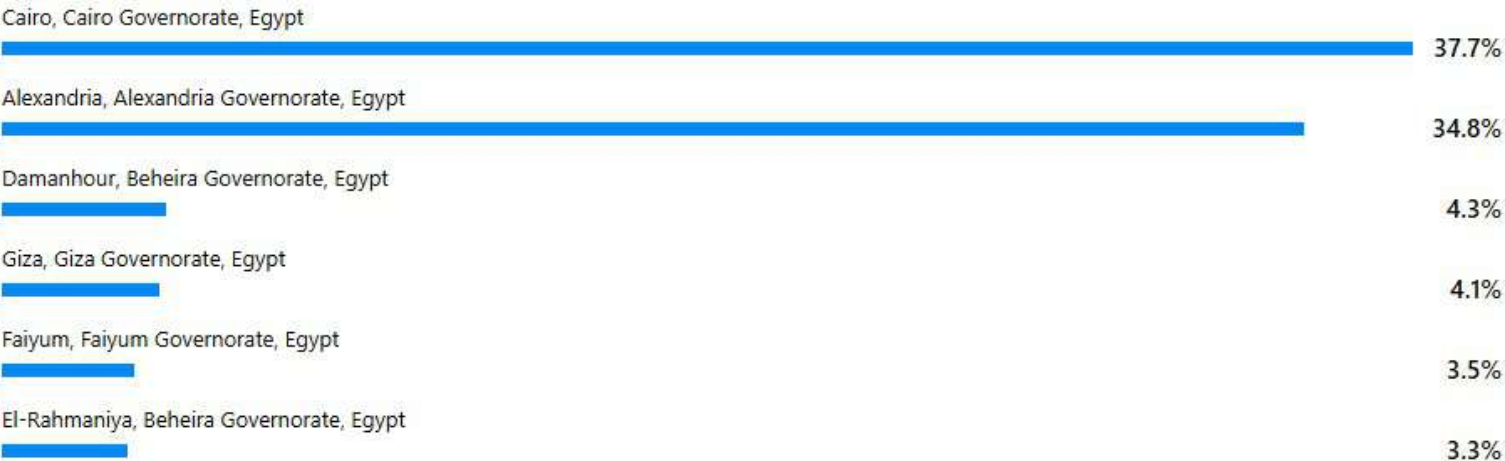 Cairo, Cairo Governorate, Egypt
37.7%
Alexandria, Alexandria Governorate, Egypt
34.8%
Damanhour, Beheira Governorate, Egypt
4.3%
Giza, Giza Governorate, Egypt
4.1%
Faiyum, Faiyum Governorate, Egypt
3.5%
El-Rahmaniya, Beheira Governorate, Egypt
3.3%